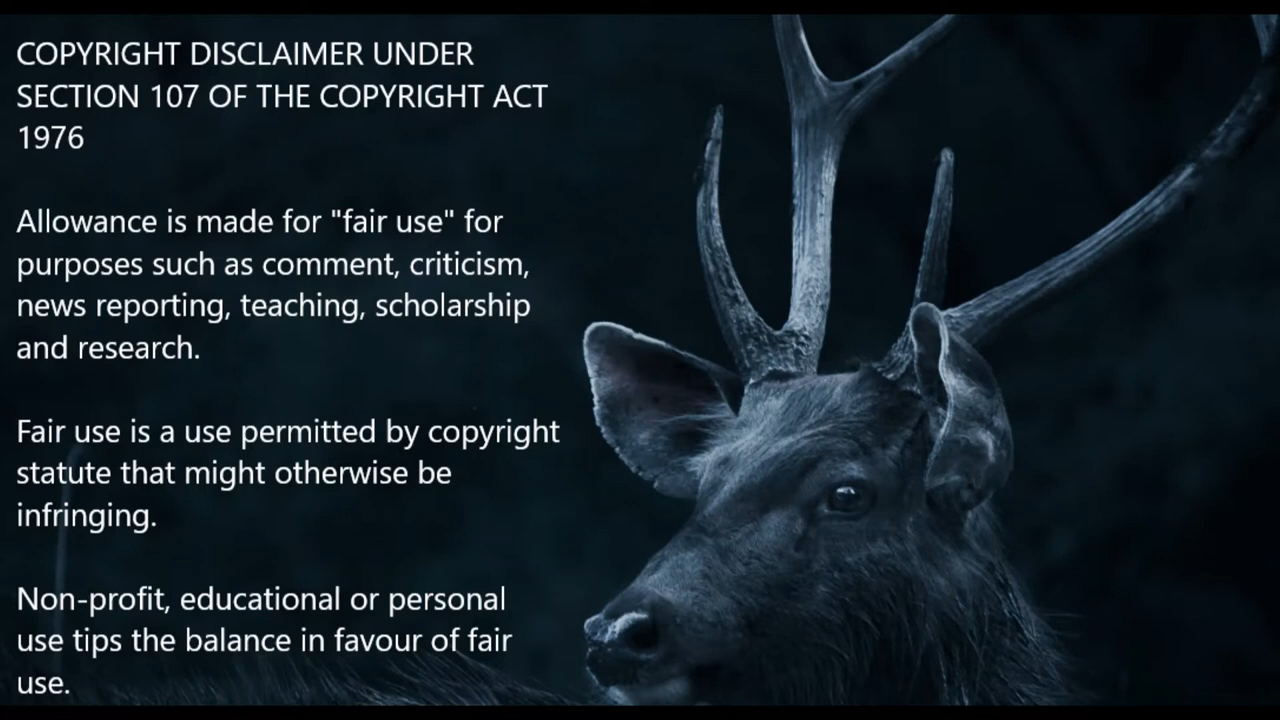 COPYRIGHT DISCLAIMER UNDER
SECTION 107 OF THE COPYRIGHT ACT
1976
Allowance is made for "fair use" for
purposes such as comment, criticism,
news reporting, teaching, scholarship
and research.
Fair use is a use permitted by copyright
statute that might otherwise be
infringing.
Non-profit, educational or personal
use tips the balance in favour of fair
use.